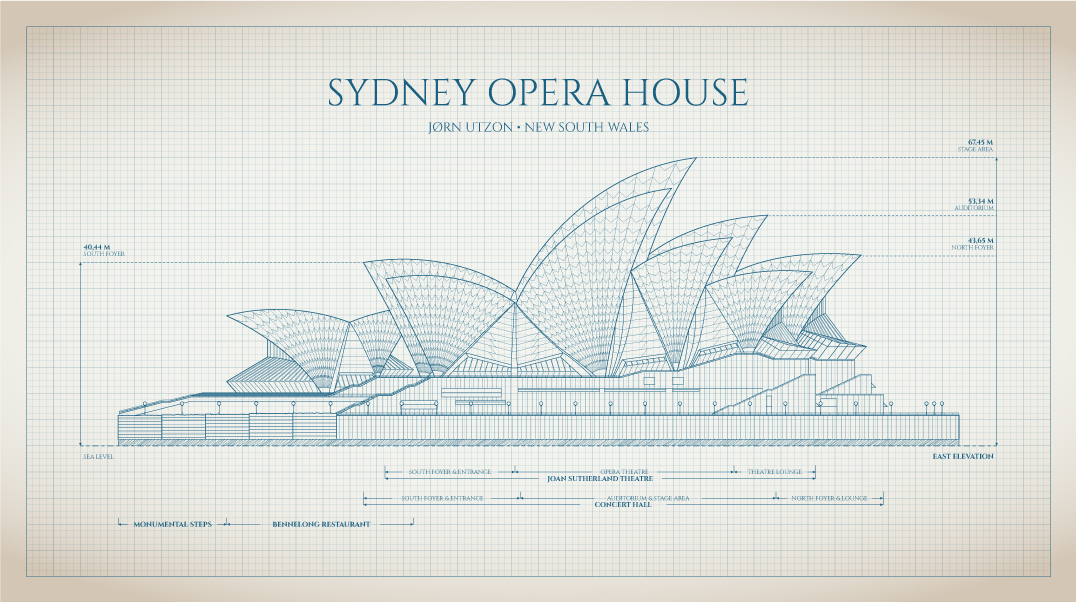 SYDNEY OPERA HOUSE
JØRN UTZON • NEW SOUTH WALES
67,45 M
STAGE AREA
53,34 M
AUDITORIUM
43,65 M
NORTH FOYER
40,44 M
SOUTH FOYER
SEA LEVEL
EAST ELEVATION
SOUTH FOYER & ENTRANCE OPERA THEATRE THEATRE LOUNGE
JOAN SUTHERLAND THEATRE
SOUTH FOYER & ENTRANCE AUDITORIUM & STAGE AREA NORTH FOYER & LOUNGE
CONCERT HALL
MONUMENTAL STEPS BENNELONG RESTAURANT